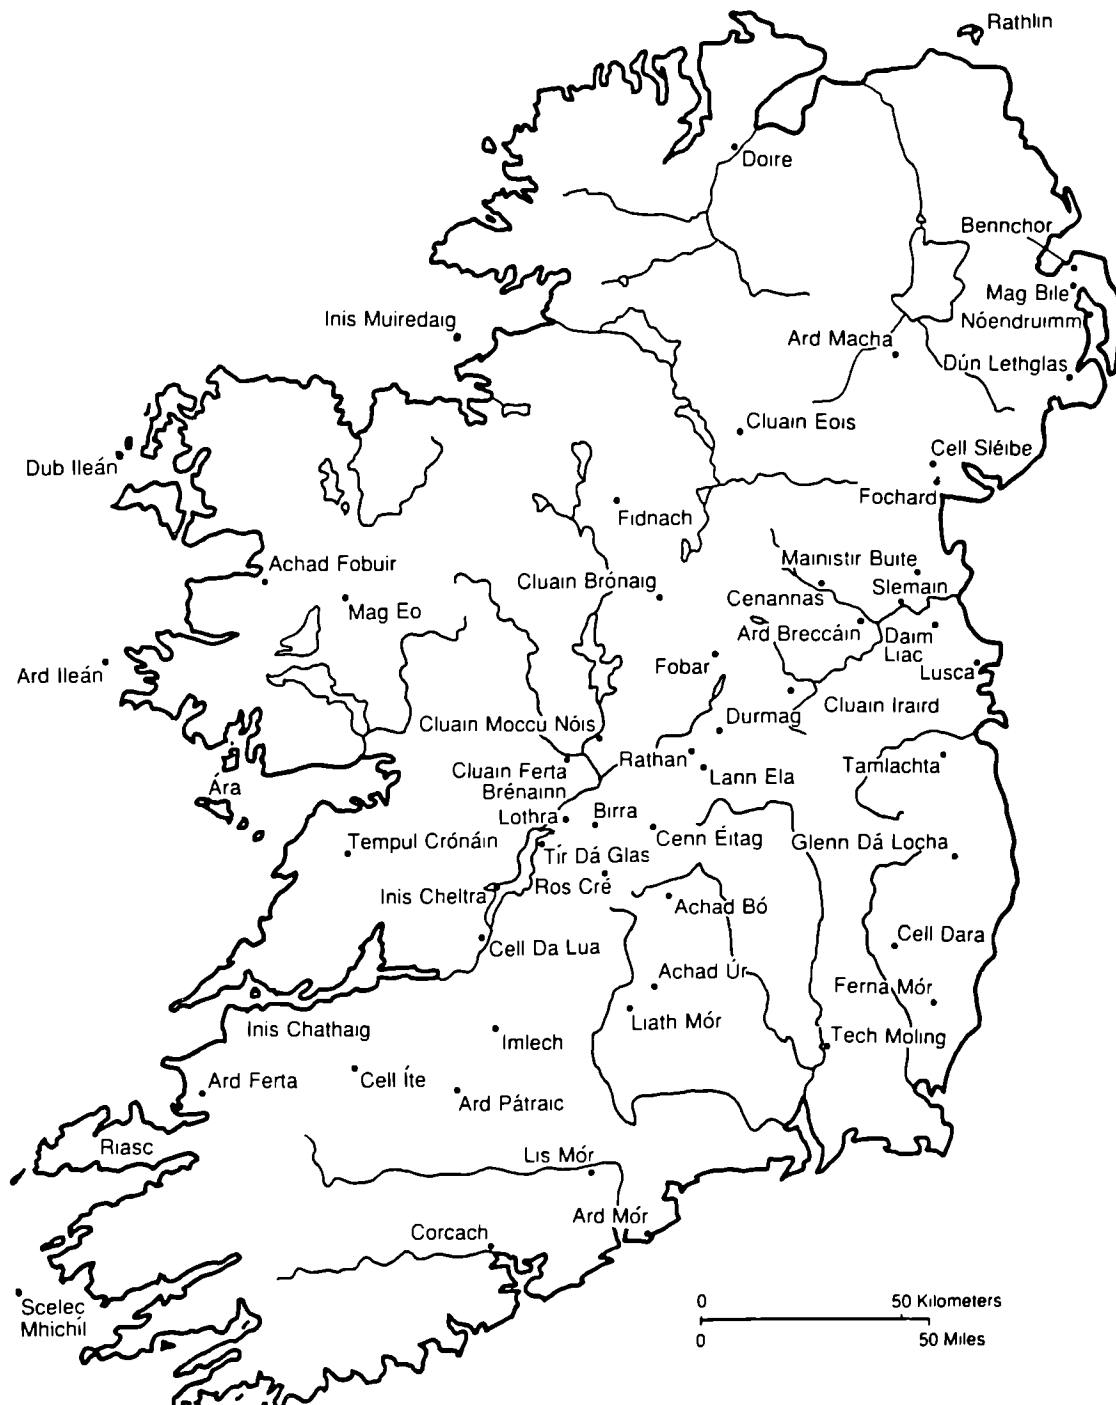 Rathlin
Doire
Bennchor
Mag Bile
Inis Muiredaig
Nóendruimm
Ard Macha
Dún Lethglas
Cluain Eois
Cell Sléibe
Dub Ileán
Fochard
Fidnach
Achad Fobuir
Mainistir Buite
Cluain Brónaig
Slemain
Cenannas
Mag Eo
Ard Breccáin
Daim
Liac
Fobar
Ard Ileán
Lusca
Cluain Iraird
Durmag
Cluain Moccu Nóis
Rathan
Cluain Ferta
Brénainn
Lann Ela
Tamlachta
Ára
Lothra
Birra
Tempul Crónáin
Cenn Éitag
Glenn Dá Locha
Tír Dá Glas
Ros Cré
Inis Cheltra
Achad Bó
Cell Da Lua
Cell Dara
Achad Úr
Ferna Mór
Liath Mór
Inis Chathaig
Imlech
Tech Moling
Ard Ferta
Cell Íte
Ard Pátraic
Riasc
Lis Mór
Ard Mór
Corcach
Scelec
Mhichíl
0 50 Kilometers
0 50 Miles